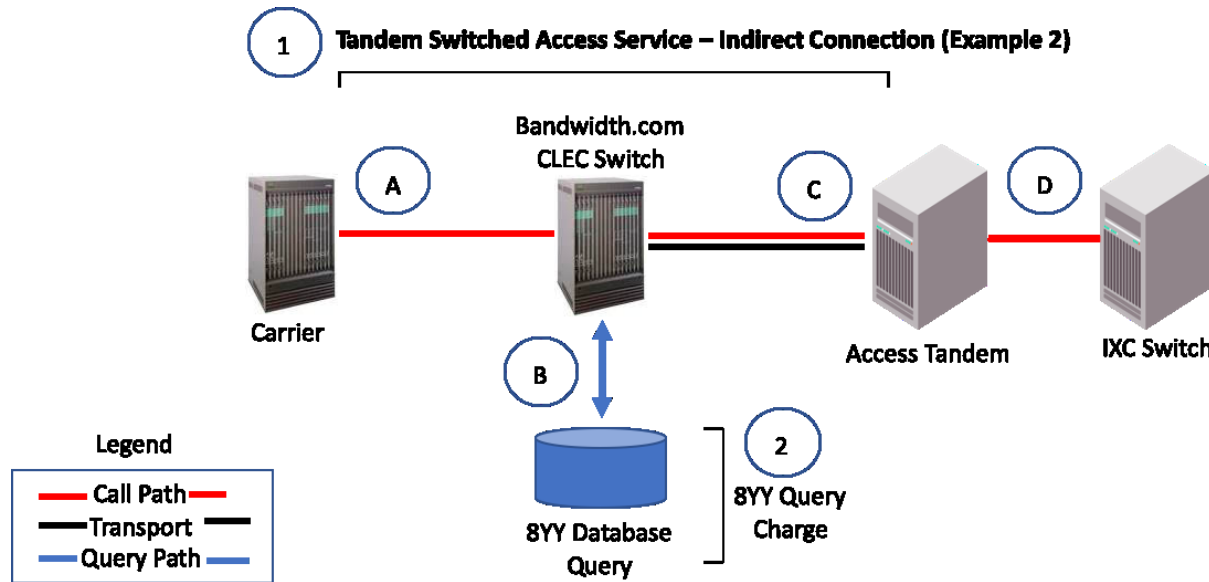 1
Tandem Switched Access Service – Indirect Connection (Example 2)
Bandwidth.com
CLEC Switch
A
C
D
Carrier
Access Tandem
IXC Switch
B
Legend
Call Path
Transport
Query Path
8YY Database
Query
2
8YY Query
Charge